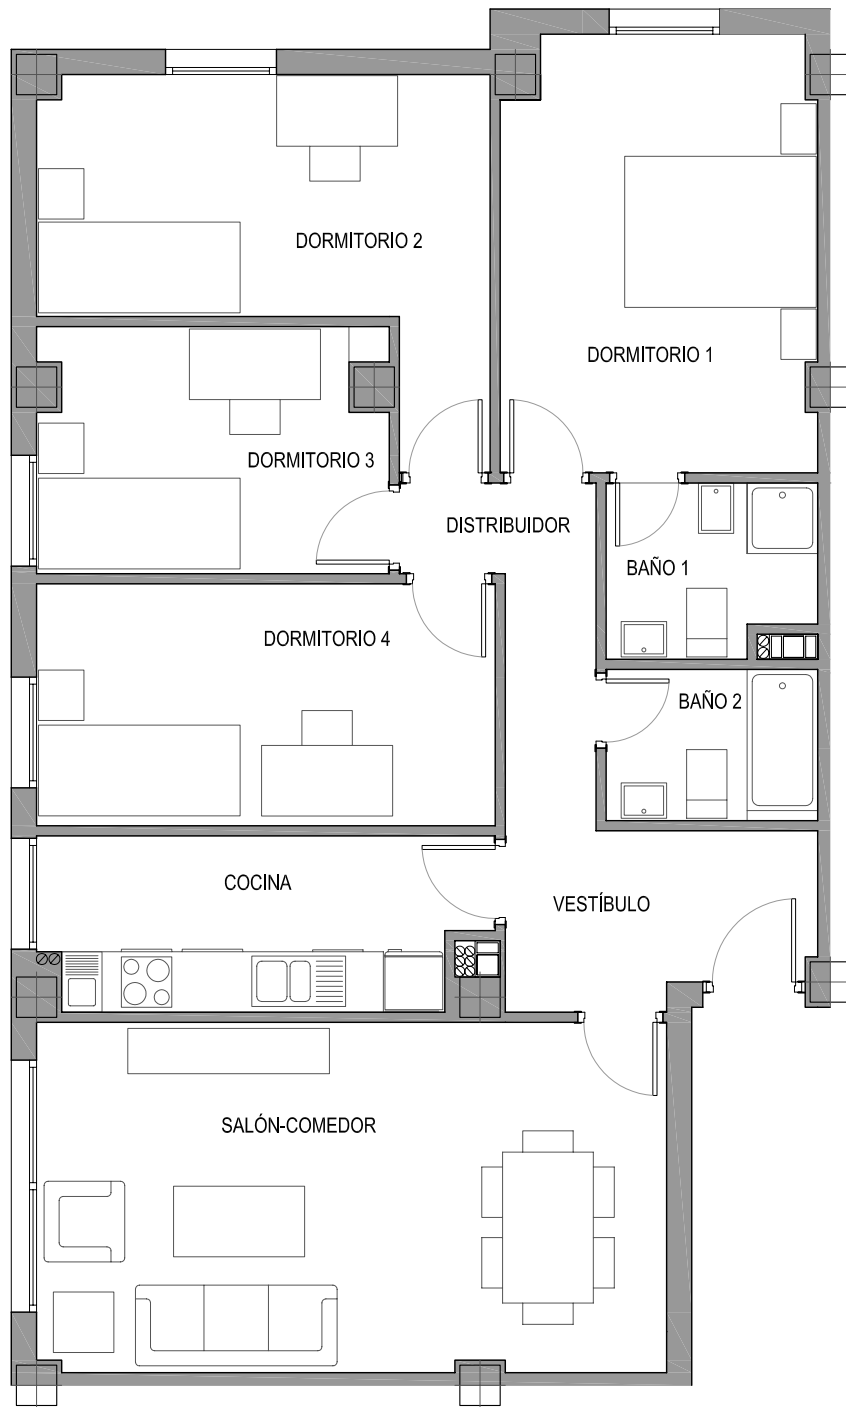 DORMITORIO 2
DORMITORIO 1
DORMITORIO 3
DISTRIBUIDOR
BAÑO 1
DORMITORIO 4
BAÑO 2
COCINA
VESTÍBULO
SALÓN-COMEDOR